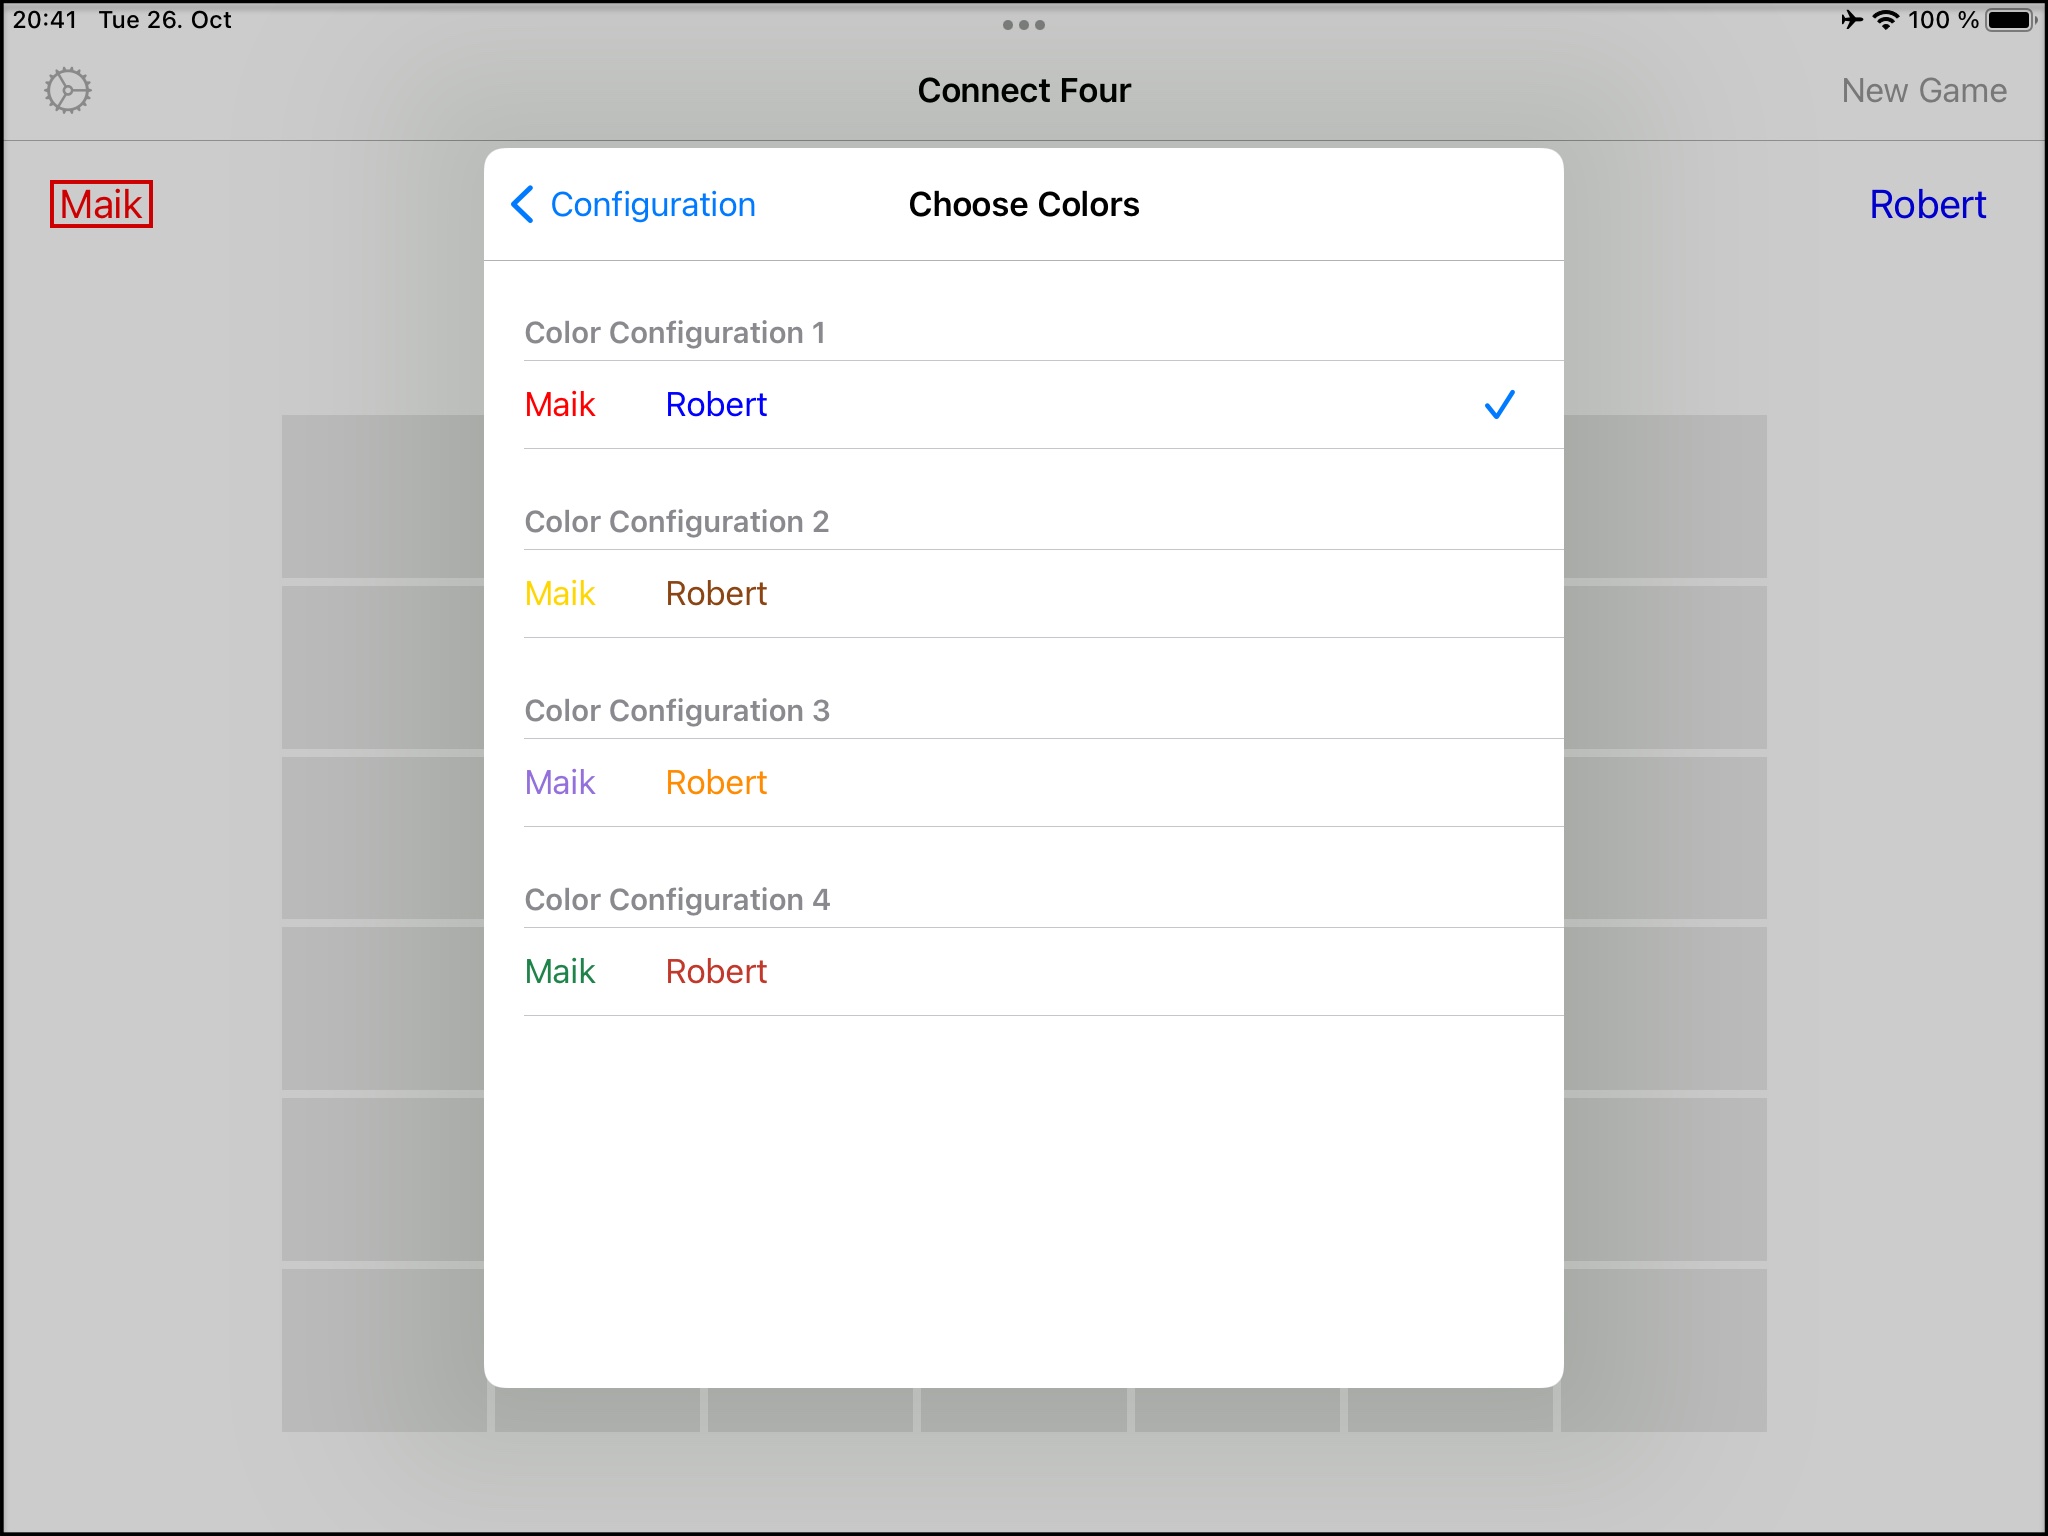 20:41 Tue 26. Oct 100 %
Connect Four New Game
Maik Robert
Configuration Choose Colors
Color Configuration 1
Maik Robert
Color Configuration 2
Maik Robert
Color Configuration 3
Maik Robert
Color Configuration 4
Maik Robert